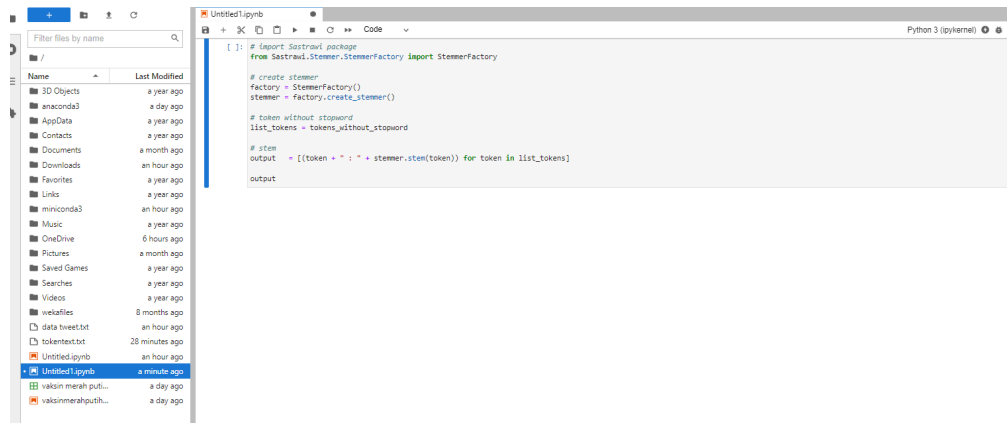 Untitled1.ipynb
Filter files by name
/
Name Last Modified
3D Objects a year ago
anaconda3 a day ago
AppData a year ago
Contacts a year ago
Documents a month ago
Downloads an hour ago
Favorites a year ago
Links a year ago
miniconda3 an hour ago
Music a year ago
OneDrive 6 hours ago
Pictures a month ago
Saved Games a year ago
Searches a year ago
Videos a year ago
wekafiles 8 months ago
data tweet.txt an hour ago
tokentext.txt 28 minutes ago
Untitled.ipynb an hour ago
Untitled1.ipynb a minute ago
vaksin merah puti... a day ago
vaksinmerahputih... a day ago
Code Python 3 (ipykernel)
[ ]: # import Sastrawi package
from Sastrawi.Stemmer.StemmerFactory import StemmerFactory
# create stemmer
factory = StemmerFactory()
stemmer = factory.create_stemmer()
# token without stopword
list_tokens = tokens_without_stopword
# stem
output   = [(token + " : " + stemmer.stem(token)) for token in list_tokens]
output